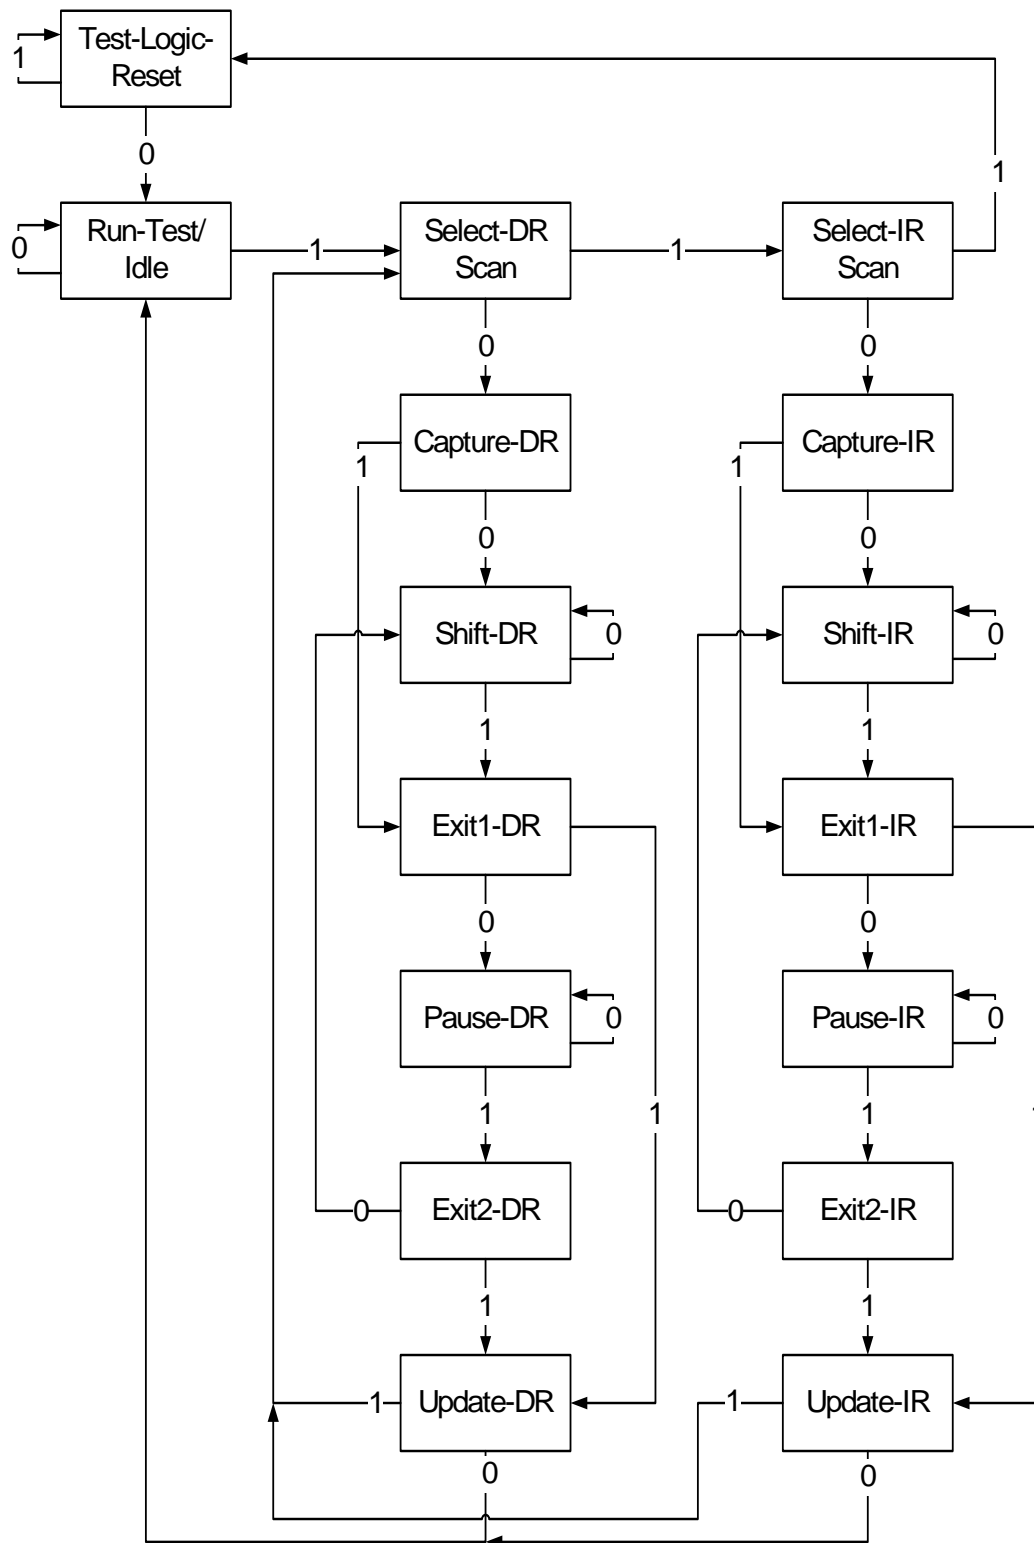 Test-Logic-
Reset
1
0
1
Run-Test/
Idle
0
1
Select-DR
Scan
1
Select-IR
Scan
0
0
Capture-DR
Capture-IR
1
1
0
0
Shift-DR
0
Shift-IR
0
1
1
Exit1-DR
Exit1-IR
0
0
Pause-DR
0
Pause-IR
0
1
1
1
0
Exit2-DR
0
Exit2-IR
1
1
1
Update-DR
1
Update-IR
0
0